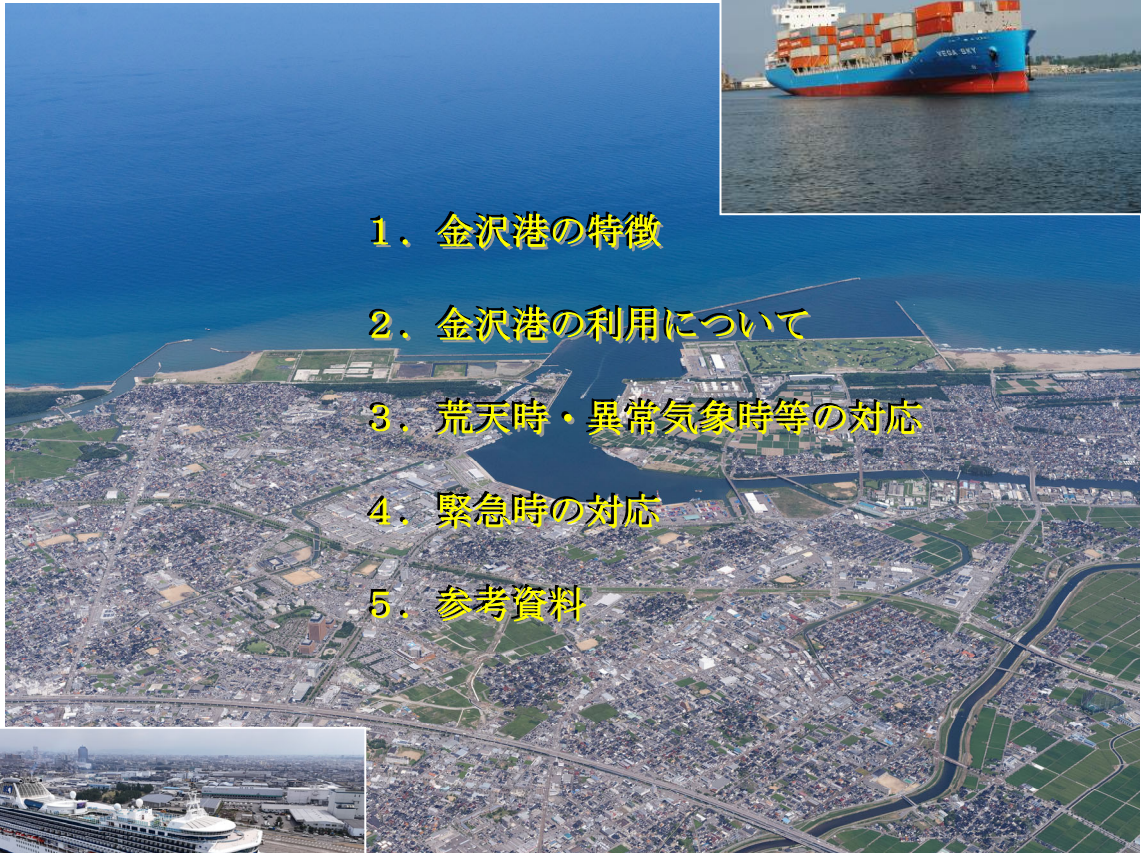 VEGA SKY
１．金沢港の特徴
２．金沢港の利用について
３．荒天時・異常気象時等の対応
４．緊急時の対応
５．参考資料